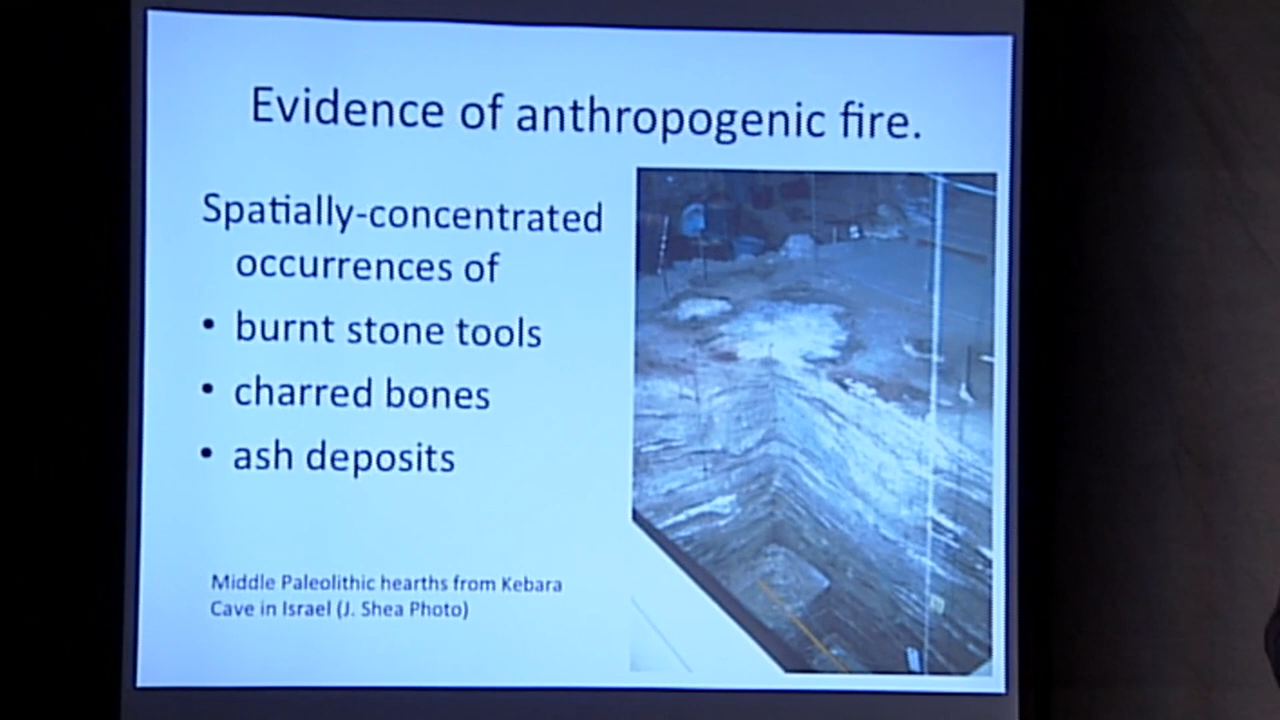 Evidence of anthropogenic fire.
Spatially-concentrated
occurrences of
• burnt stone tools
• charred bones
• ash deposits
Middle Paleolithic hearths from Kebara
Cave in Israel (J. Shea Photo)